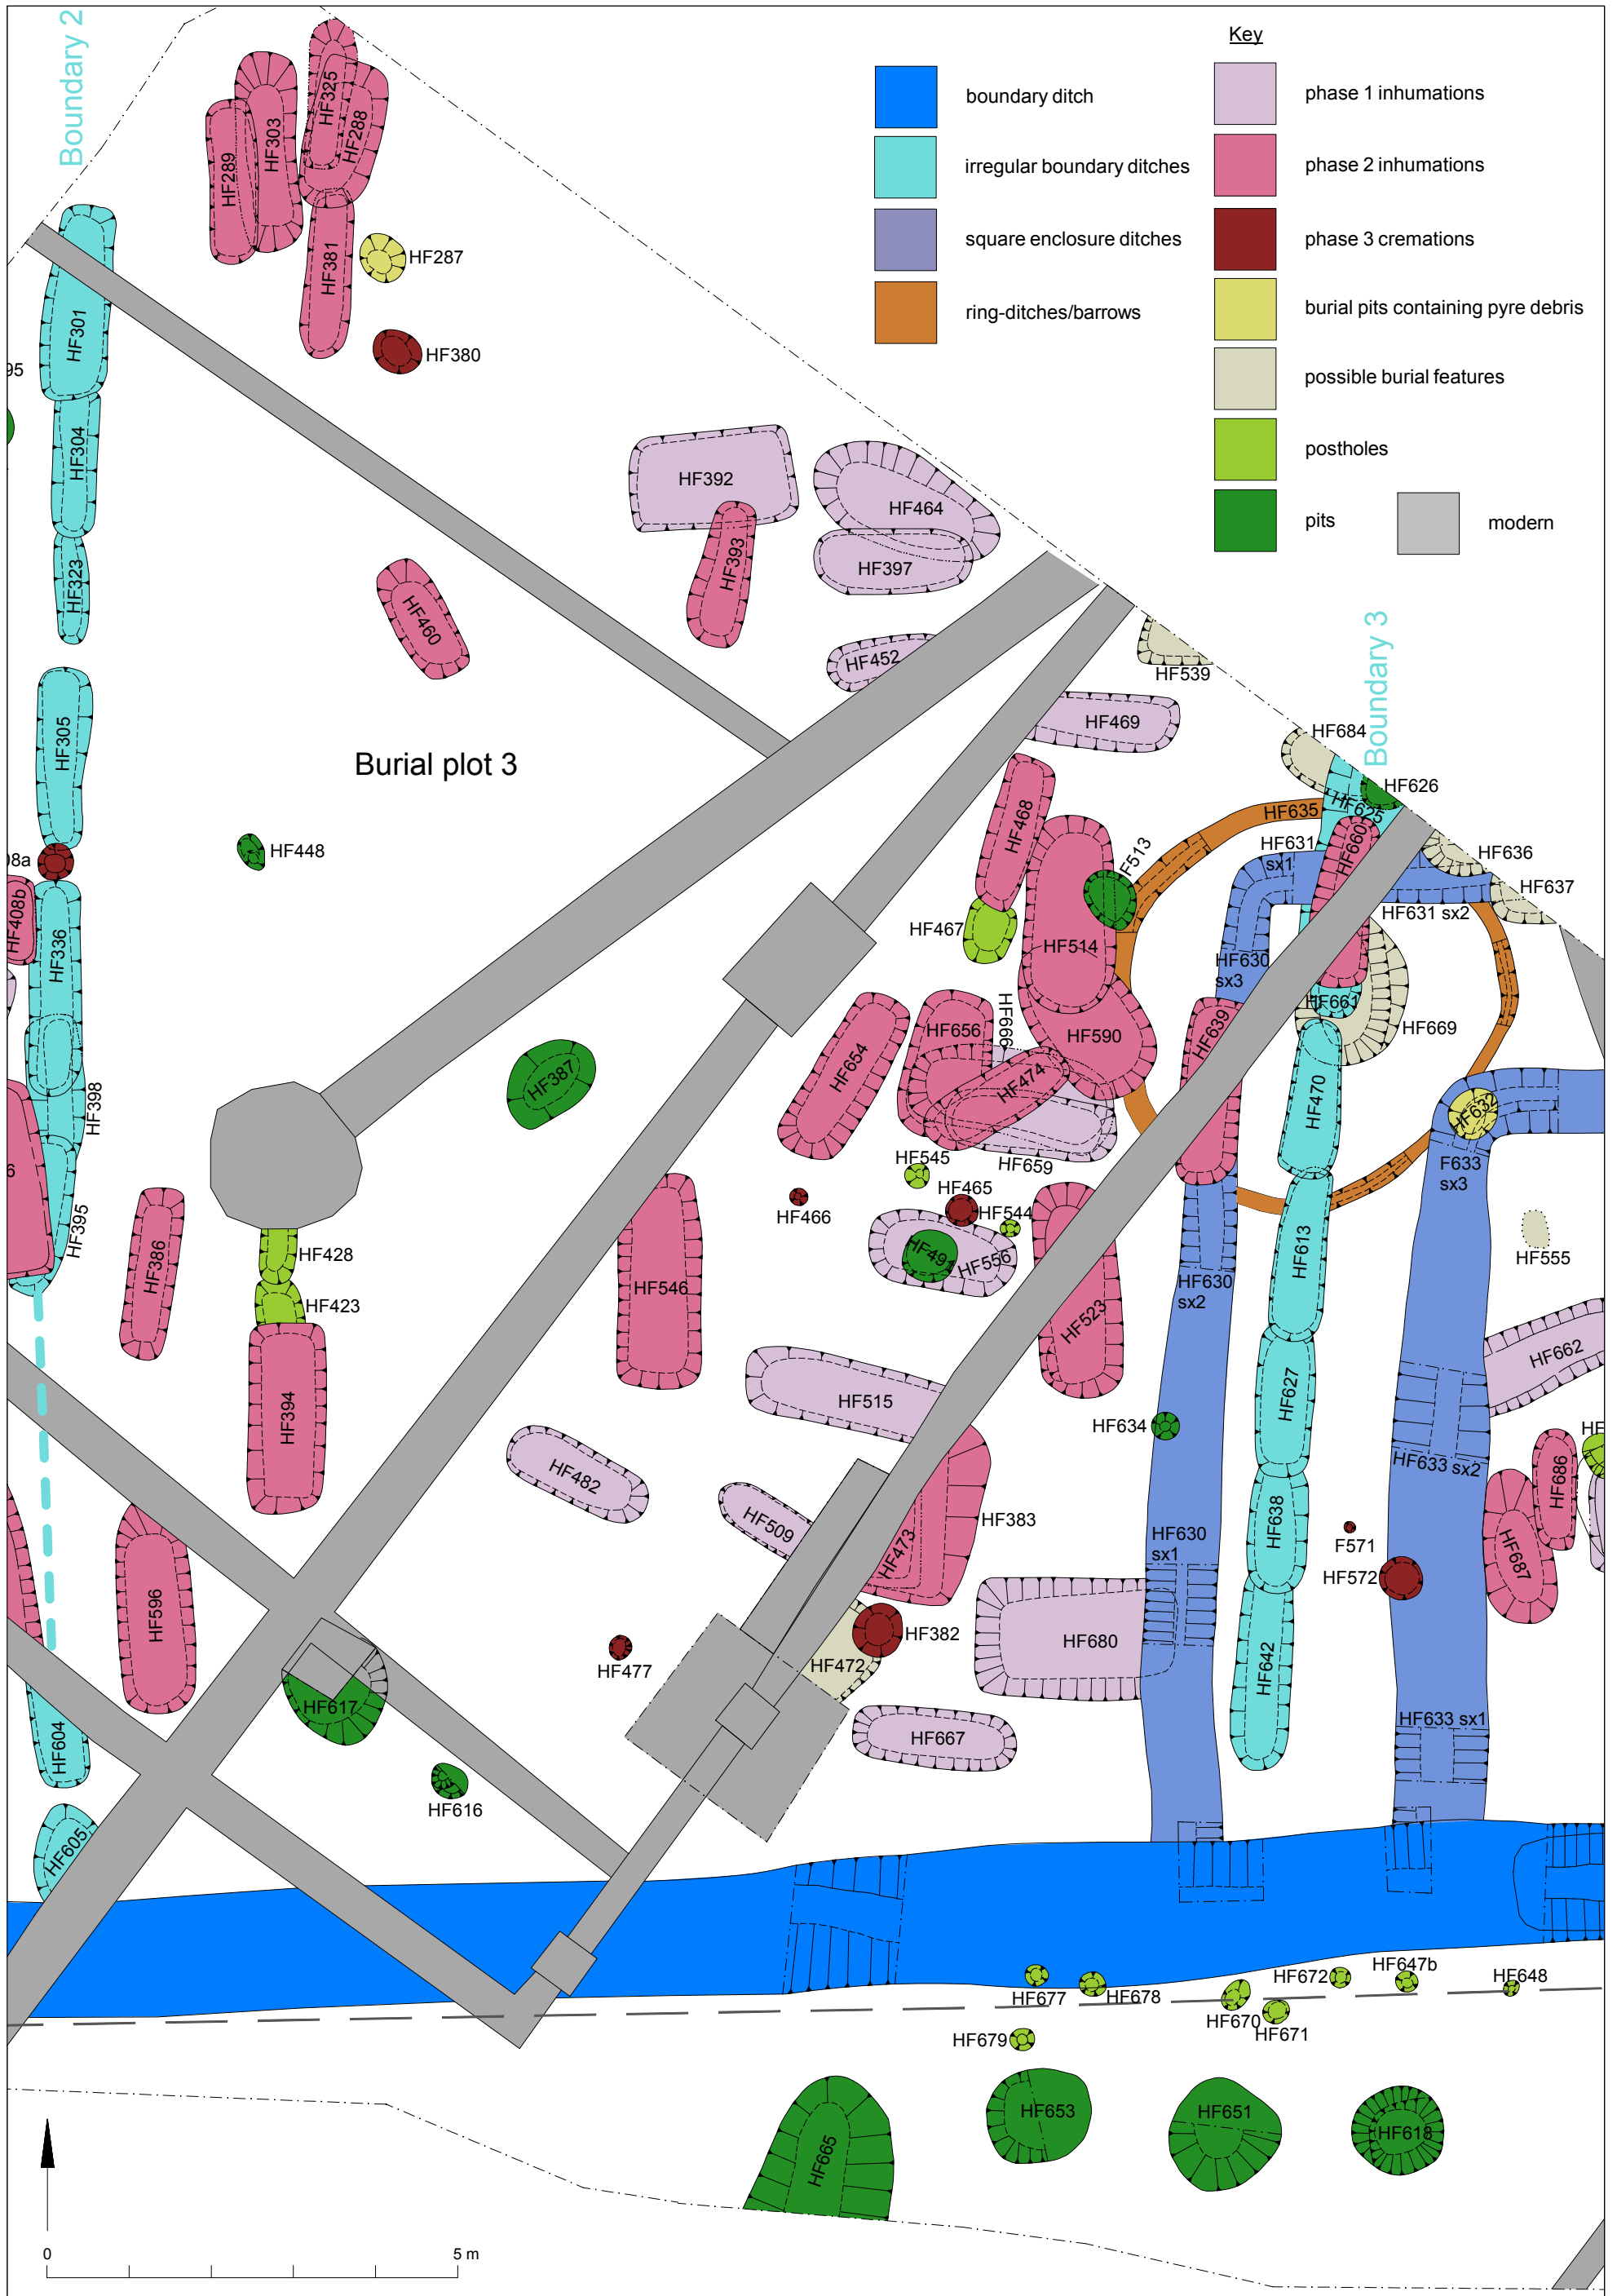 Key
boundary ditch
irregular boundary ditches
square enclosure ditches
ring-ditches/barrows
phase 1 inhumations
phase 2 inhumations
phase 3 cremations
burial pits containing pyre debris
possible burial features
postholes
pits
modern
Boundary 2
HF325
HF303
HF288
HF289
HF381
HF287
HF301
HF380
95
HF304
HF392
HF464
HF393
HF397
HF323
HF460
HF452
HF539
Boundary 3
HF469
HF684
HF305
Burial plot 3
HF626
HF625
HF635
HF468
HF660
HF631
sx1
HF448
08a
F513
HF636
HF637
HF408b
HF336
HF467
HF514
HF631 sx2
HF630
sx3
HF661
HF669
HF666
HF656
HF590
HF639
HF654
HF387
HF474
HF470
HF632
HF398
6
HF659
HF545
F633
sx3
HF465
HF466
HF544
HF395
HF386
HF428
HF491
HF556
HF613
HF555
HF546
HF630
sx2
HF423
HF523
HF662
HF394
HF515
HF627
HF634
HF
HF633 sx2
HF686
HF482
HF509
HF383
HF638
HF473
HF630
sx1
F571
HF687
HF572
HF596
HF382
HF680
HF477
HF472
HF642
HF617
HF604
HF667
HF633 sx1
HF616
HF605
HF672
HF647b
HF648
HF677
HF678
HF670
HF671
HF679
HF653
HF651
HF618
HF665
0
5 m